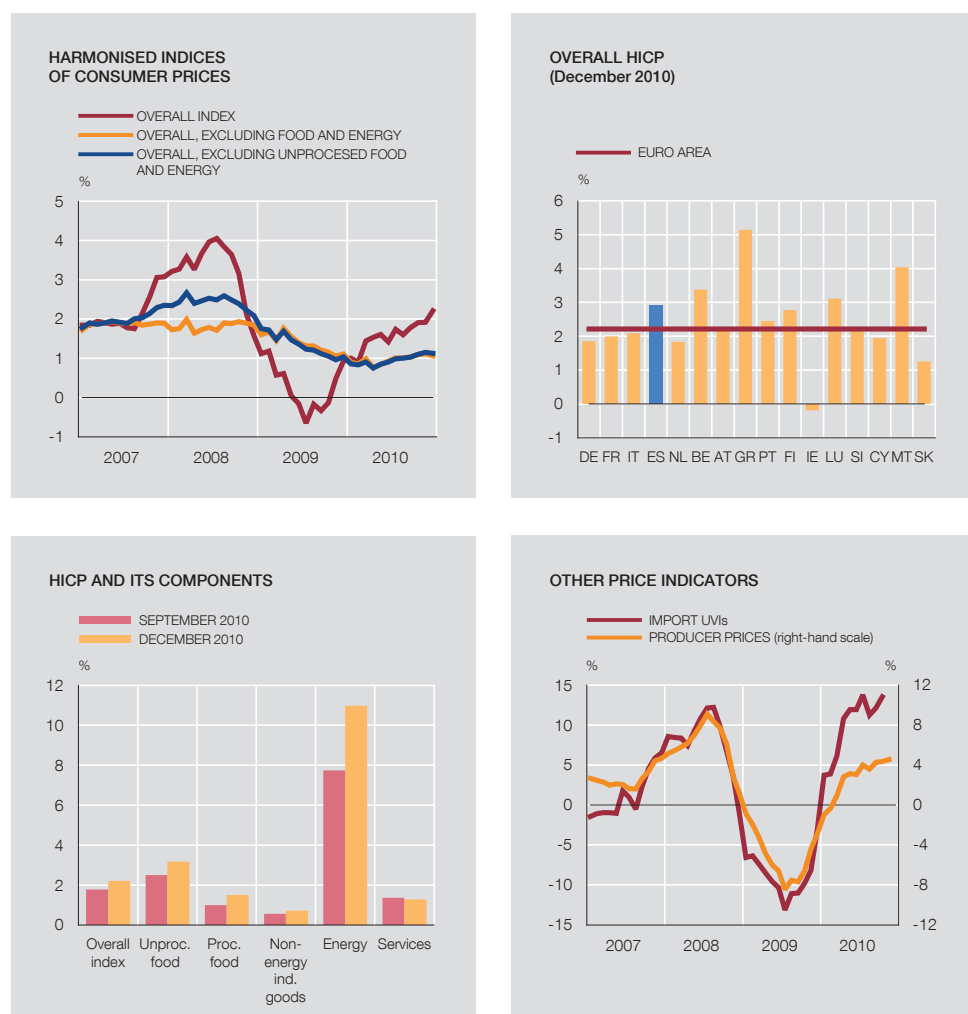 HARMONISED INDICES
OF CONSUMER PRICES
OVERALL INDEX
OVERALL, EXCLUDING FOOD AND ENERGY
OVERALL, EXCLUDING UNPROCESED FOOD
AND ENERGY
%
5
4
3
2
1
0
-1
2007 2008 2009 2010
OVERALL HICP
(December 2010)
EURO AREA
%
6
5
4
3
2
1
0
-1
DE FR IT ES NL BE AT GR PT FI IE LU SI CY MT SK
HICP AND ITS COMPONENTS
SEPTEMBER 2010
DECEMBER 2010
%
12
10
8
6
4
2
0
Overall Unproc. Proc. Non- Energy Services
index food food energy
ind.
goods
OTHER PRICE INDICATORS
IMPORT UVIs
PRODUCER PRICES (right-hand scale)
% %
15 12
10 8
5 4
0 0
-5 -4
-10 -8
-15 -12
2007 2008 2009 2010